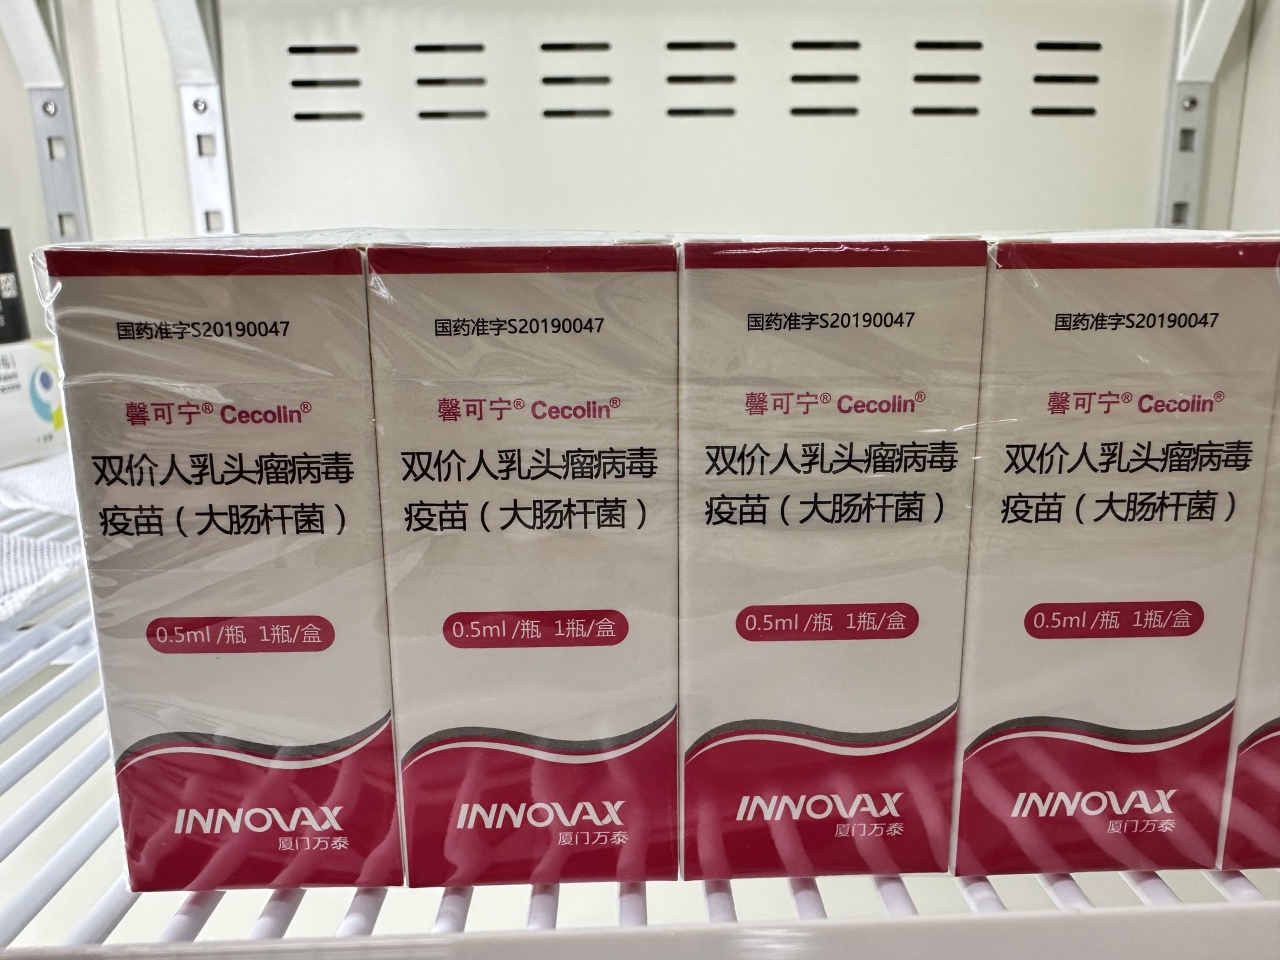 国药准字S20190047
馨可宁® Cecolin®
双价人乳头瘤病毒
疫苗（大肠杆菌）
0.5ml /瓶 1瓶/盒
INNOVAX
厦门万泰
国药准字S20190047
馨可宁® Cecolin®
双价人乳头瘤病毒
疫苗（大肠杆菌）
0.5ml /瓶 1瓶/盒
INNOVAX
厦门万泰
国药准字S20190047
馨可宁® Cecolin®
双价人乳头瘤病毒
疫苗（大肠杆菌）
0.5ml /瓶 1瓶/盒
INNOVAX
厦门万泰
国药准字S20190047
馨可宁® Cecolin®
双价人乳头瘤病毒
疫苗（大肠杆菌）
0.5ml /瓶 1瓶/盒
INNOVAX
厦门万泰